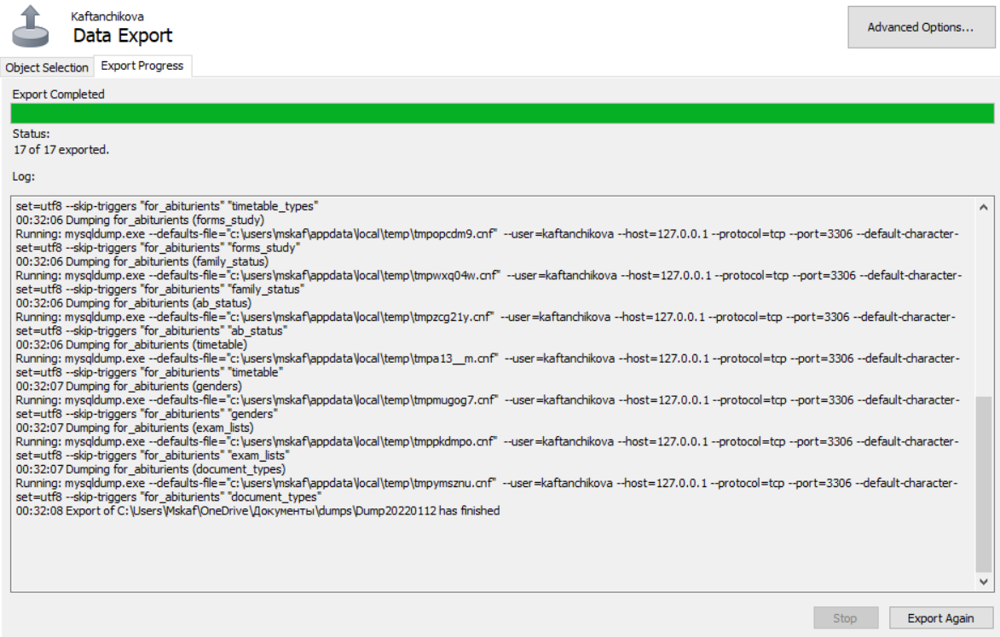 Kaftanchikova
Data Export
Advanced Options...
Object Selection
Export Progress
Export Completed
Status:
17 of 17 exported.
Log:
set=utf8 --skip-triggers "for_abiturients" "timetable_types"
00:32:06 Dumping for_abiturients (forms_study)
Running: mysqldump.exe --defaults-file="c:\users\mskaf\appdata\local\temp\tmpopcdm9.cnf" --user=kaftanchikova --host=127.0.0.1 --protocol=tcp --port=3306 --default-character-
set=utf8 --skip-triggers "for_abiturients" "forms_study"
00:32:06 Dumping for_abiturients (family_status)
Running: mysqldump.exe --defaults-file="c:\users\mskaf\appdata\local\temp\tmpwxq04w.cnf" --user=kaftanchikova --host=127.0.0.1 --protocol=tcp --port=3306 --default-character-
set=utf8 --skip-triggers "for_abiturients" "family_status"
00:32:06 Dumping for_abiturients (ab_status)
Running: mysqldump.exe --defaults-file="c:\users\mskaf\appdata\local\temp\tmpzcg21y.cnf" --user=kaftanchikova --host=127.0.0.1 --protocol=tcp --port=3306 --default-character-
set=utf8 --skip-triggers "for_abiturients" "ab_status"
00:32:06 Dumping for_abiturients (timetable)
Running: mysqldump.exe --defaults-file="c:\users\mskaf\appdata\local\temp\tmpa13__m.cnf" --user=kaftanchikova --host=127.0.0.1 --protocol=tcp --port=3306 --default-character-
set=utf8 --skip-triggers "for_abiturients" "timetable"
00:32:07 Dumping for_abiturients (genders)
Running: mysqldump.exe --defaults-file="c:\users\mskaf\appdata\local\temp\tmpmugog7.cnf" --user=kaftanchikova --host=127.0.0.1 --protocol=tcp --port=3306 --default-character-
set=utf8 --skip-triggers "for_abiturients" "genders"
00:32:07 Dumping for_abiturients (exam_lists)
Running: mysqldump.exe --defaults-file="c:\users\mskaf\appdata\local\temp\tmppkdmpo.cnf" --user=kaftanchikova --host=127.0.0.1 --protocol=tcp --port=3306 --default-character-
set=utf8 --skip-triggers "for_abiturients" "exam_lists"
00:32:07 Dumping for_abiturients (document_types)
Running: mysqldump.exe --defaults-file="c:\users\mskaf\appdata\local\temp\tmpymsznu.cnf" --user=kaftanchikova --host=127.0.0.1 --protocol=tcp --port=3306 --default-character-
set=utf8 --skip-triggers "for_abiturients" "document_types"
00:32:08 Export of C:\Users\Mskaf\OneDrive\Документы\dumps\Dump20220112 has finished
Stop
Export Again